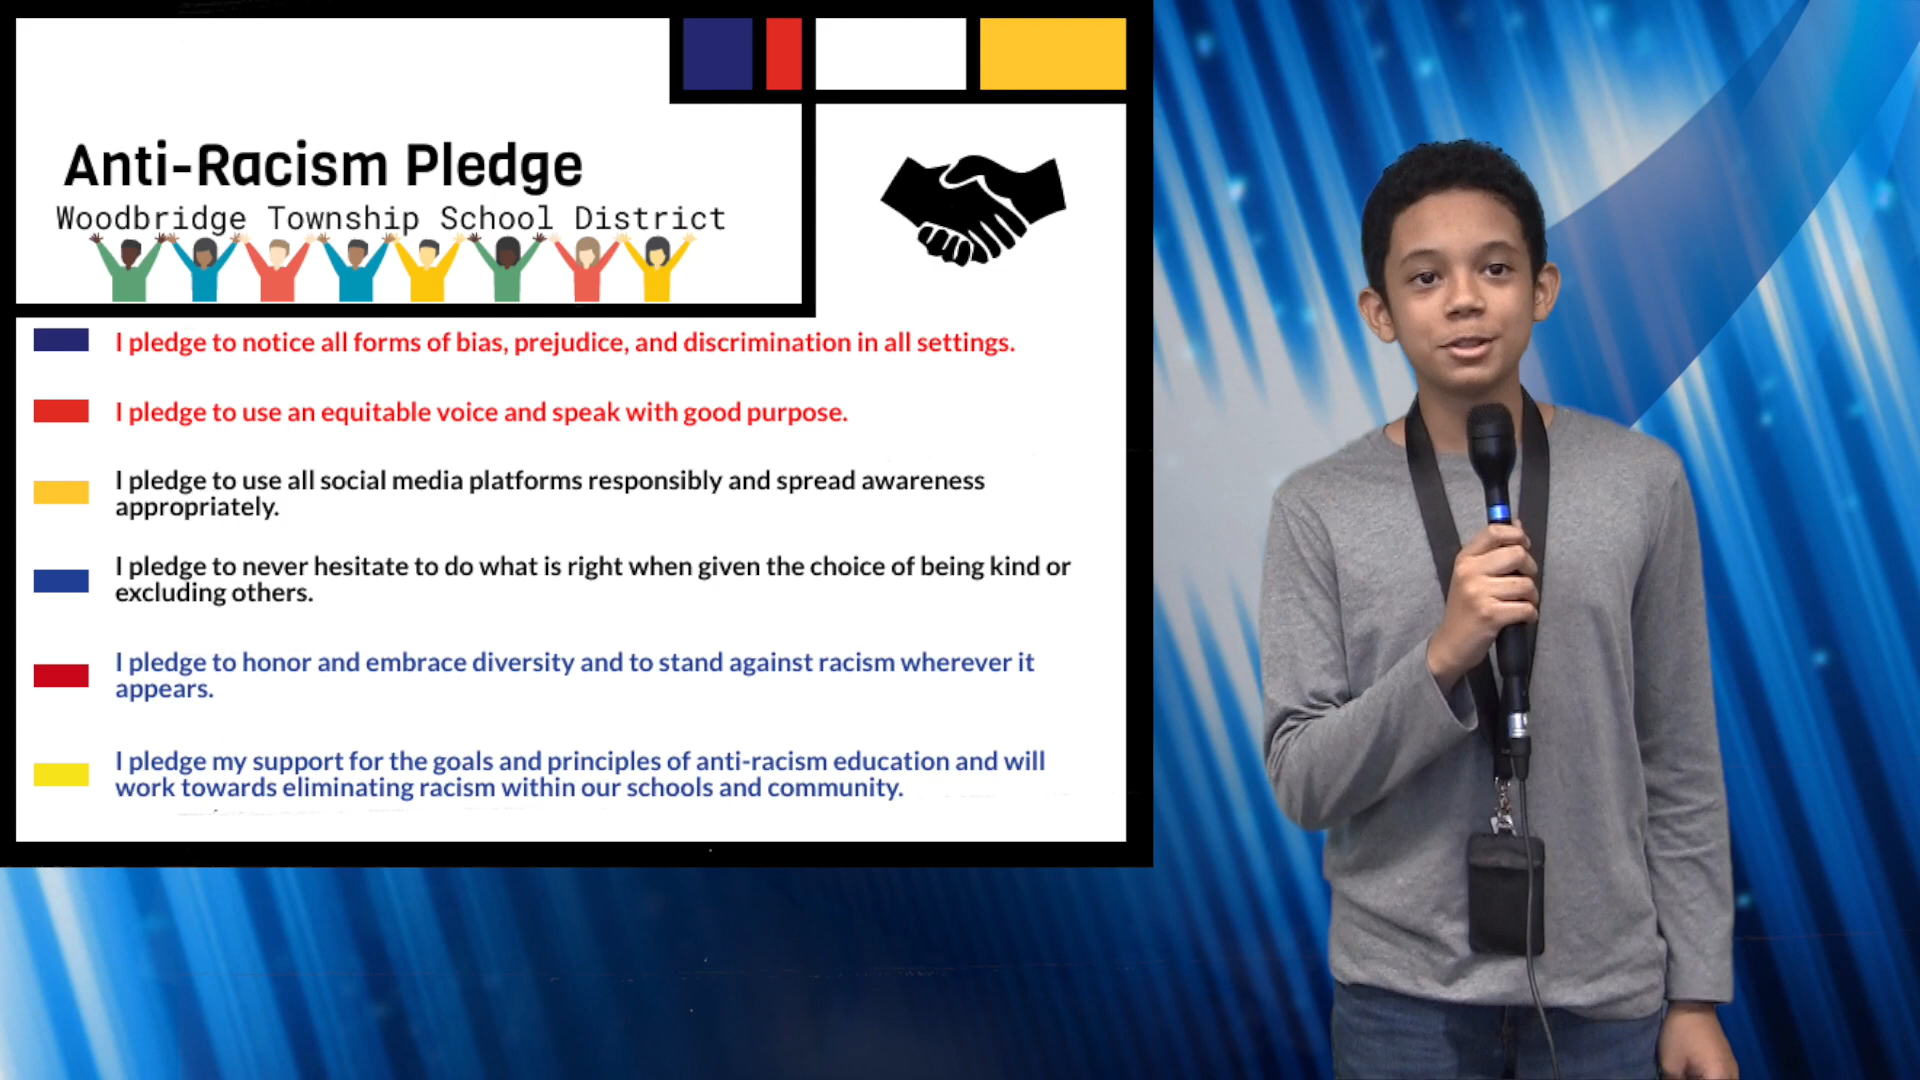 Anti-Racism Pledge
Woodbridge Township School District
I pledge to notice all forms of bias, prejudice, and discrimination in all settings.
I pledge to use an equitable voice and speak with good purpose.
I pledge to use all social media platforms responsibly and spread awareness
appropriately.
I pledge to never hesitate to do what is right when given the choice of being kind or
excluding others.
I pledge to honor and embrace diversity and to stand against racism wherever it
appears.
I pledge my support for the goals and principles of anti-racism education and will
work towards eliminating racism within our schools and community.